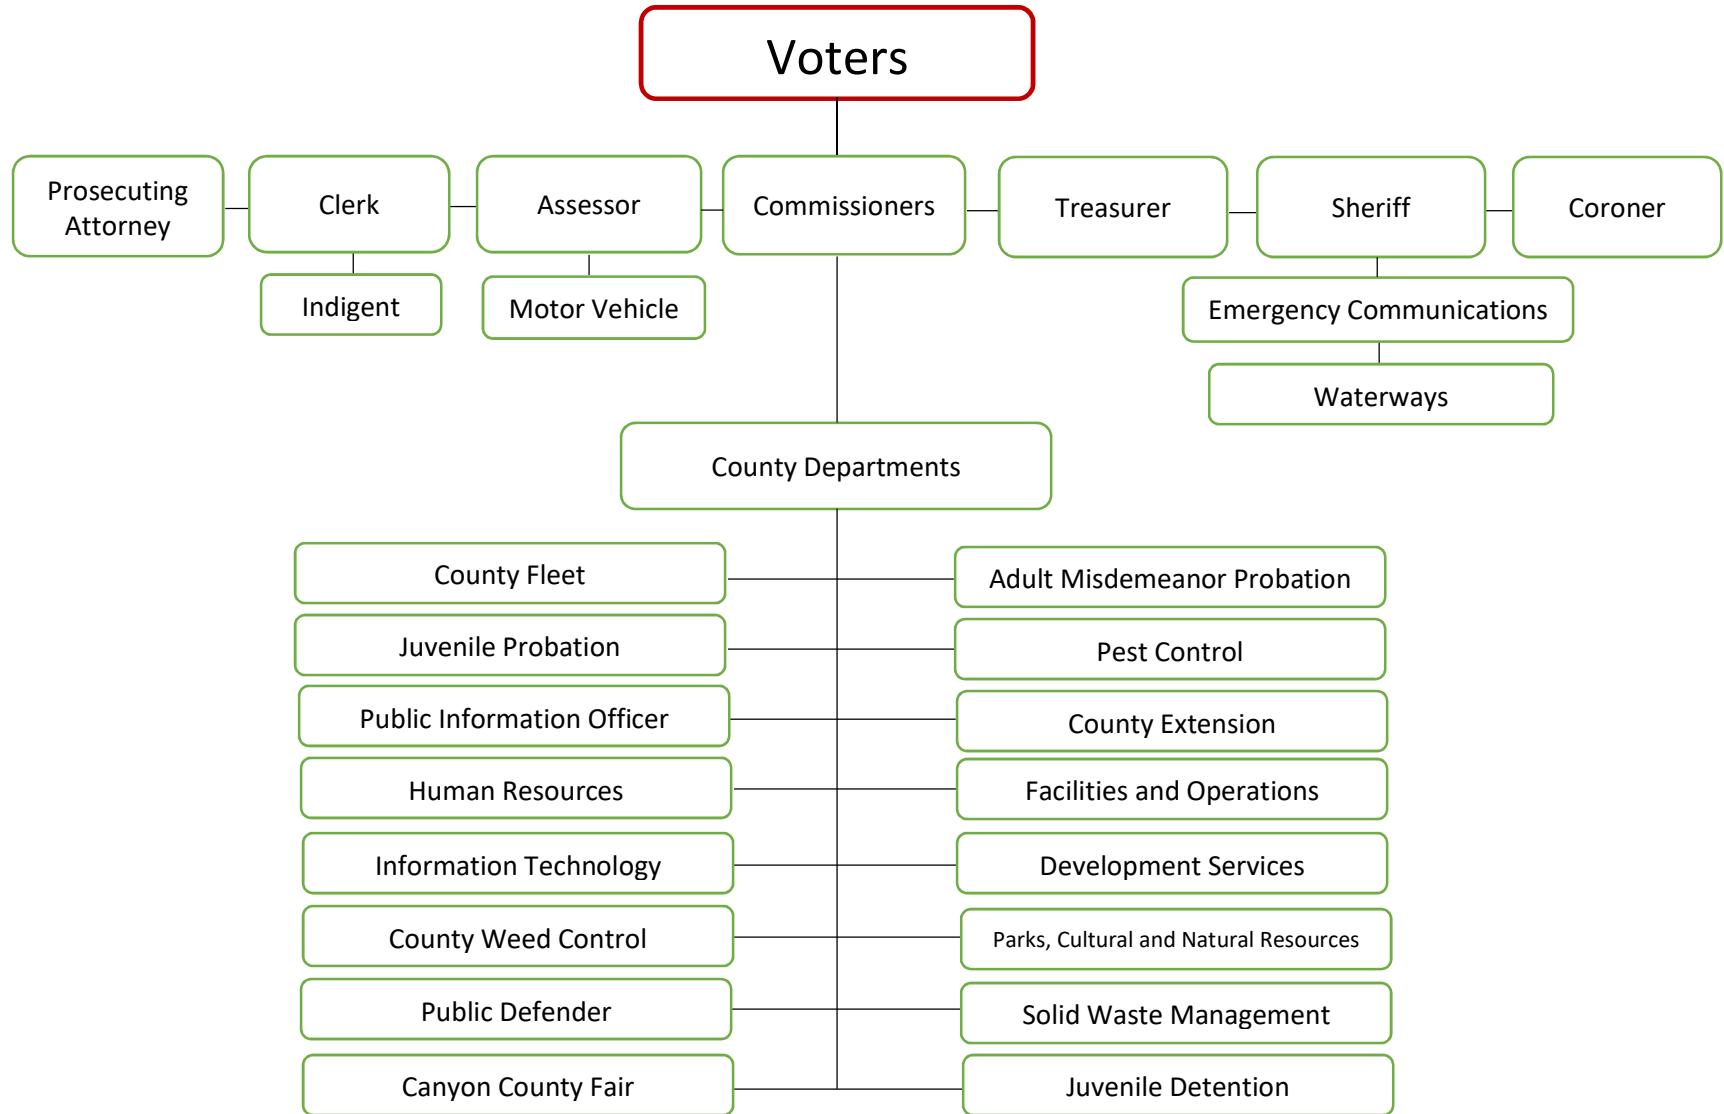 Voters
Prosecuting
Attorney
Clerk
Assessor
Commissioners
Treasurer
Sheriff
Coroner
Indigent
Motor Vehicle
Emergency Communications
Waterways
County Departments
County Fleet
Adult Misdemeanor Probation
Juvenile Probation
Pest Control
Public Information Officer
County Extension
Human Resources
Facilities and Operations
Information Technology
Development Services
County Weed Control
Parks, Cultural and Natural Resources
Public Defender
Solid Waste Management
Canyon County Fair
Juvenile Detention